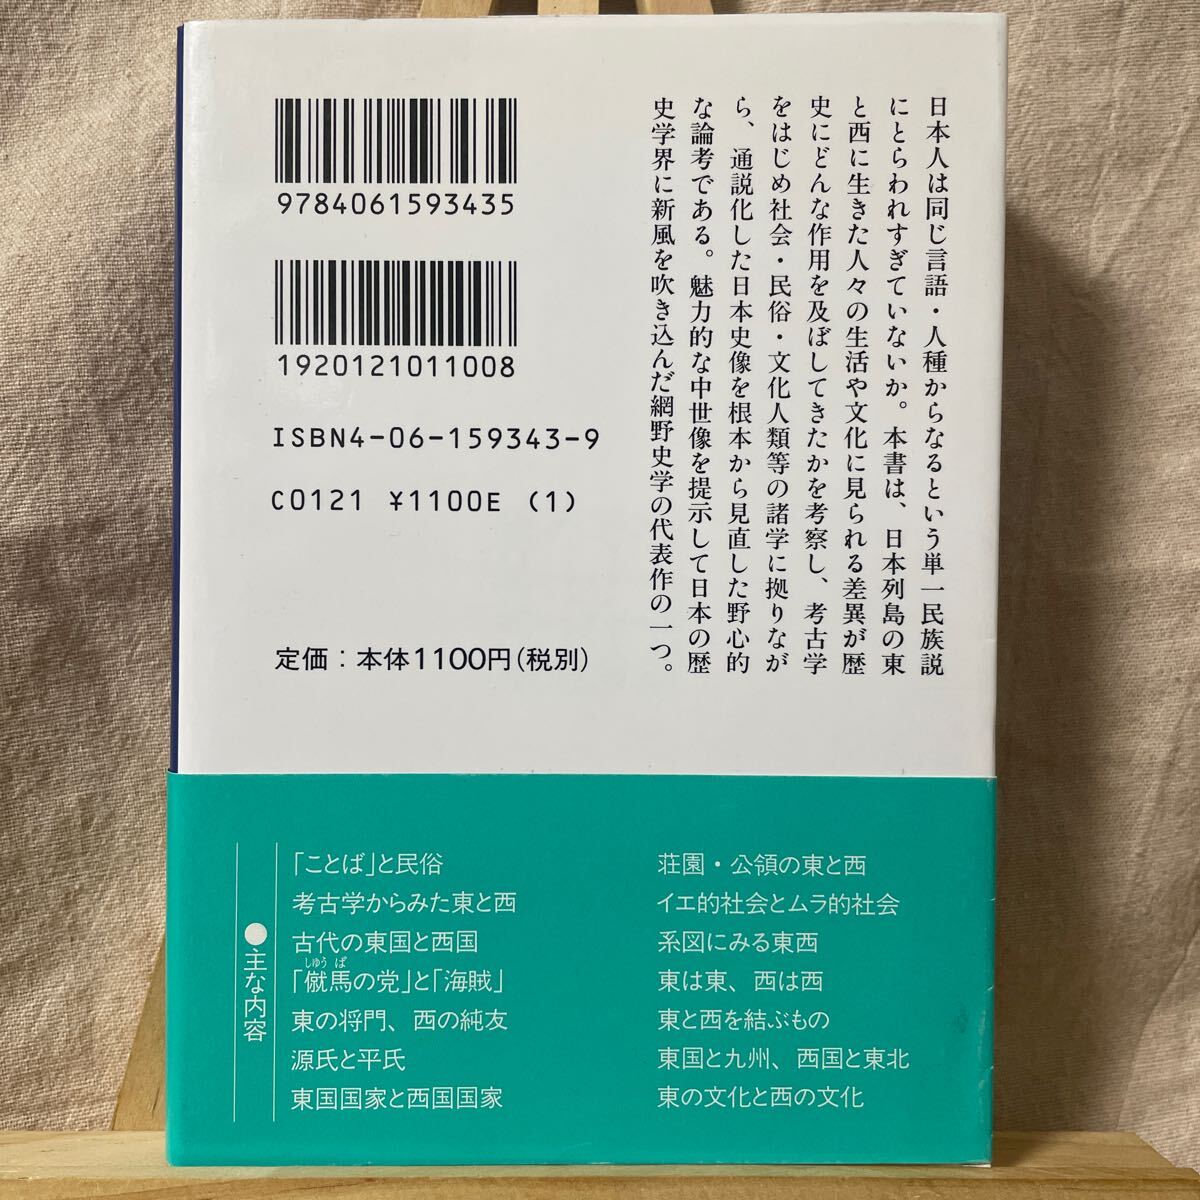 日本人は同じ言語・人種からなるという単一民族説
にとらわれすぎていないか。本書は、日本列島の東
と西に生きた人々の生活や文化に見られる差異が歴
史にどんな作用を及ぼしてきたかを考察し、考古学
をはじめ社会・民俗・文化人類等の諸学に拠りなが
ら、通説化した日本史像を根本から見直した野心的
な論考である。魅力的な中世像を提示して日本の歴
史学界に新風を吹き込んだ網野史学の代表作の一つ。
9784061593435
1920121011008
ISBN4-06-159343-9
C0121 ¥1100E (1)
定価：本体1100円(税別)
●主な内容
「ことば」と民俗
考古学からみた東と西
古代の東国と西国
しゅう ば
「僦馬の党」と「海賊」
東の将門、西の純友
源氏と平氏
東国国家と西国国家
荘園・公領の東と西
イエ的社会とムラ的社会
系図にみる東西
東は東、西は西
東と西を結ぶもの
東国と九州、西国と東北
東の文化と西の文化